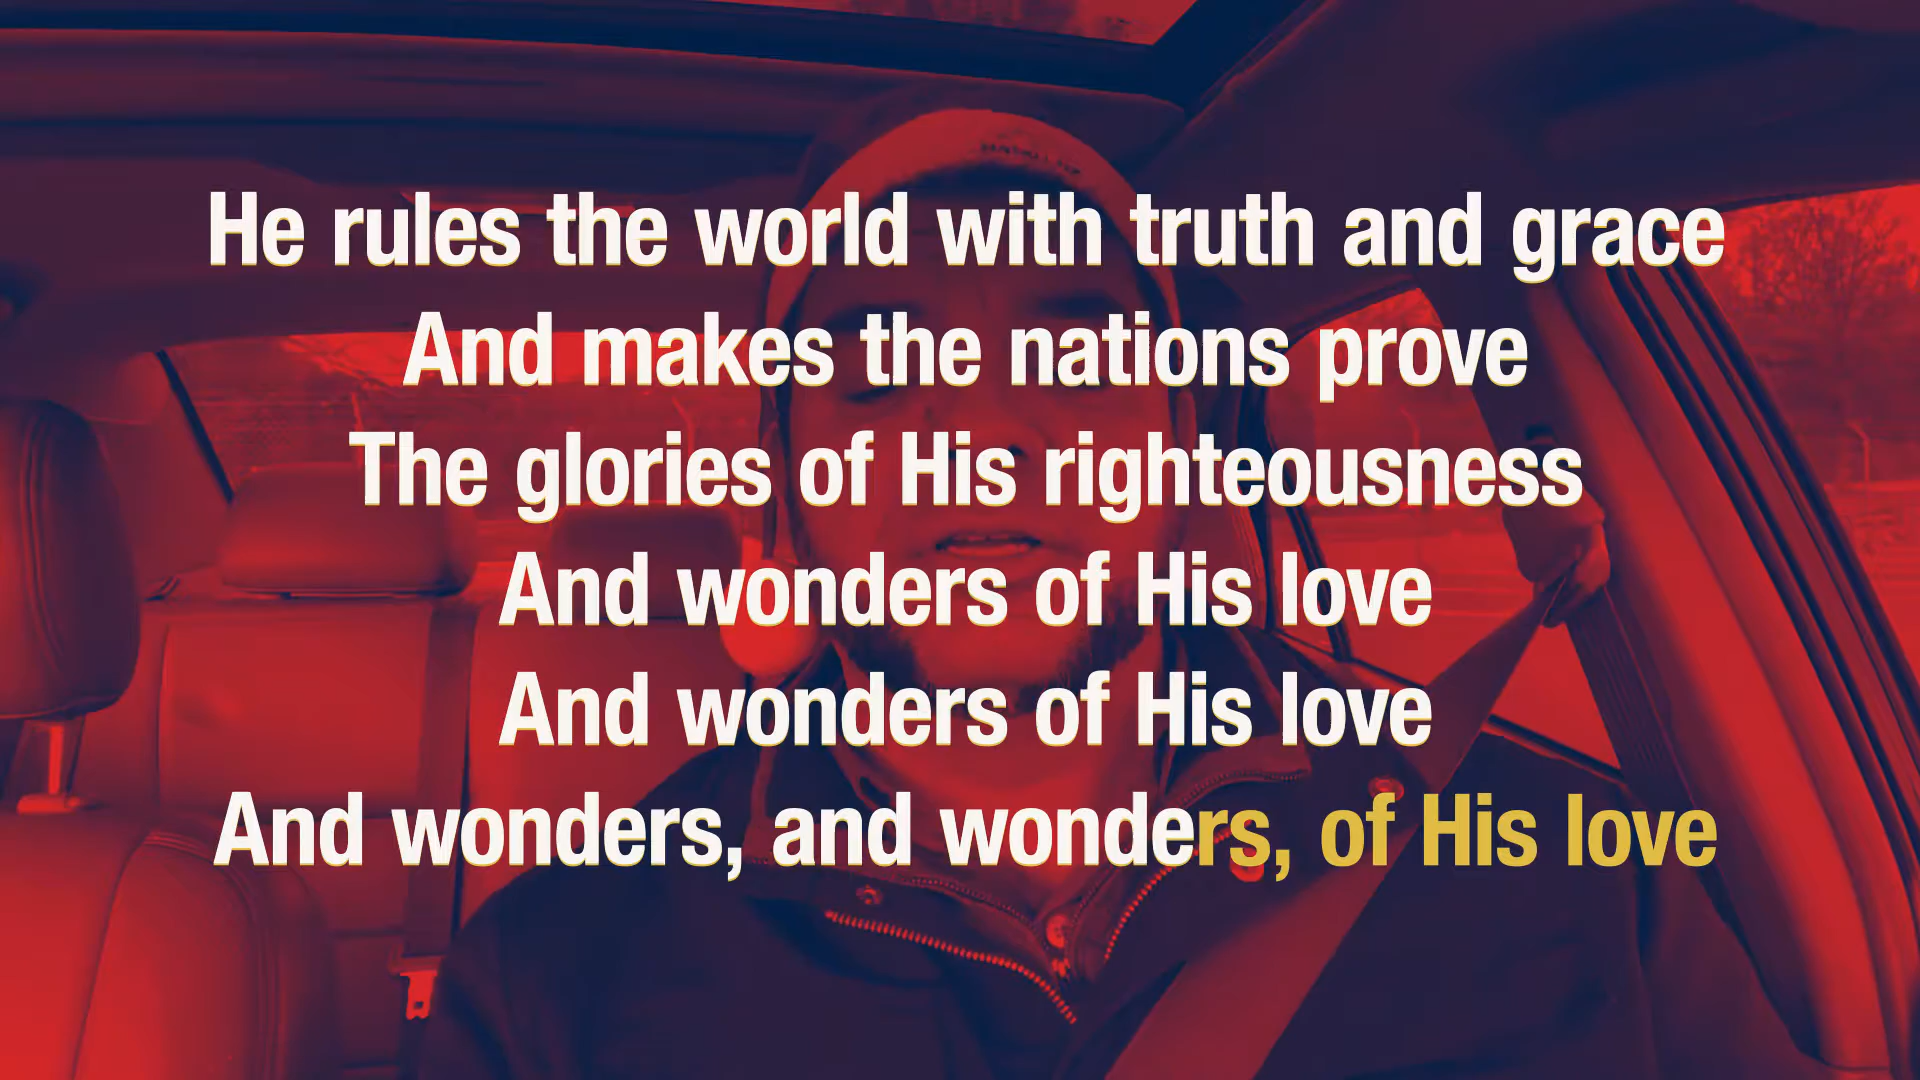 He rules the world with truth and grace
And makes the nations prove
The glories of His righteousness
And wonders of His love
And wonders of His love
And wonders, and wonders, of His love